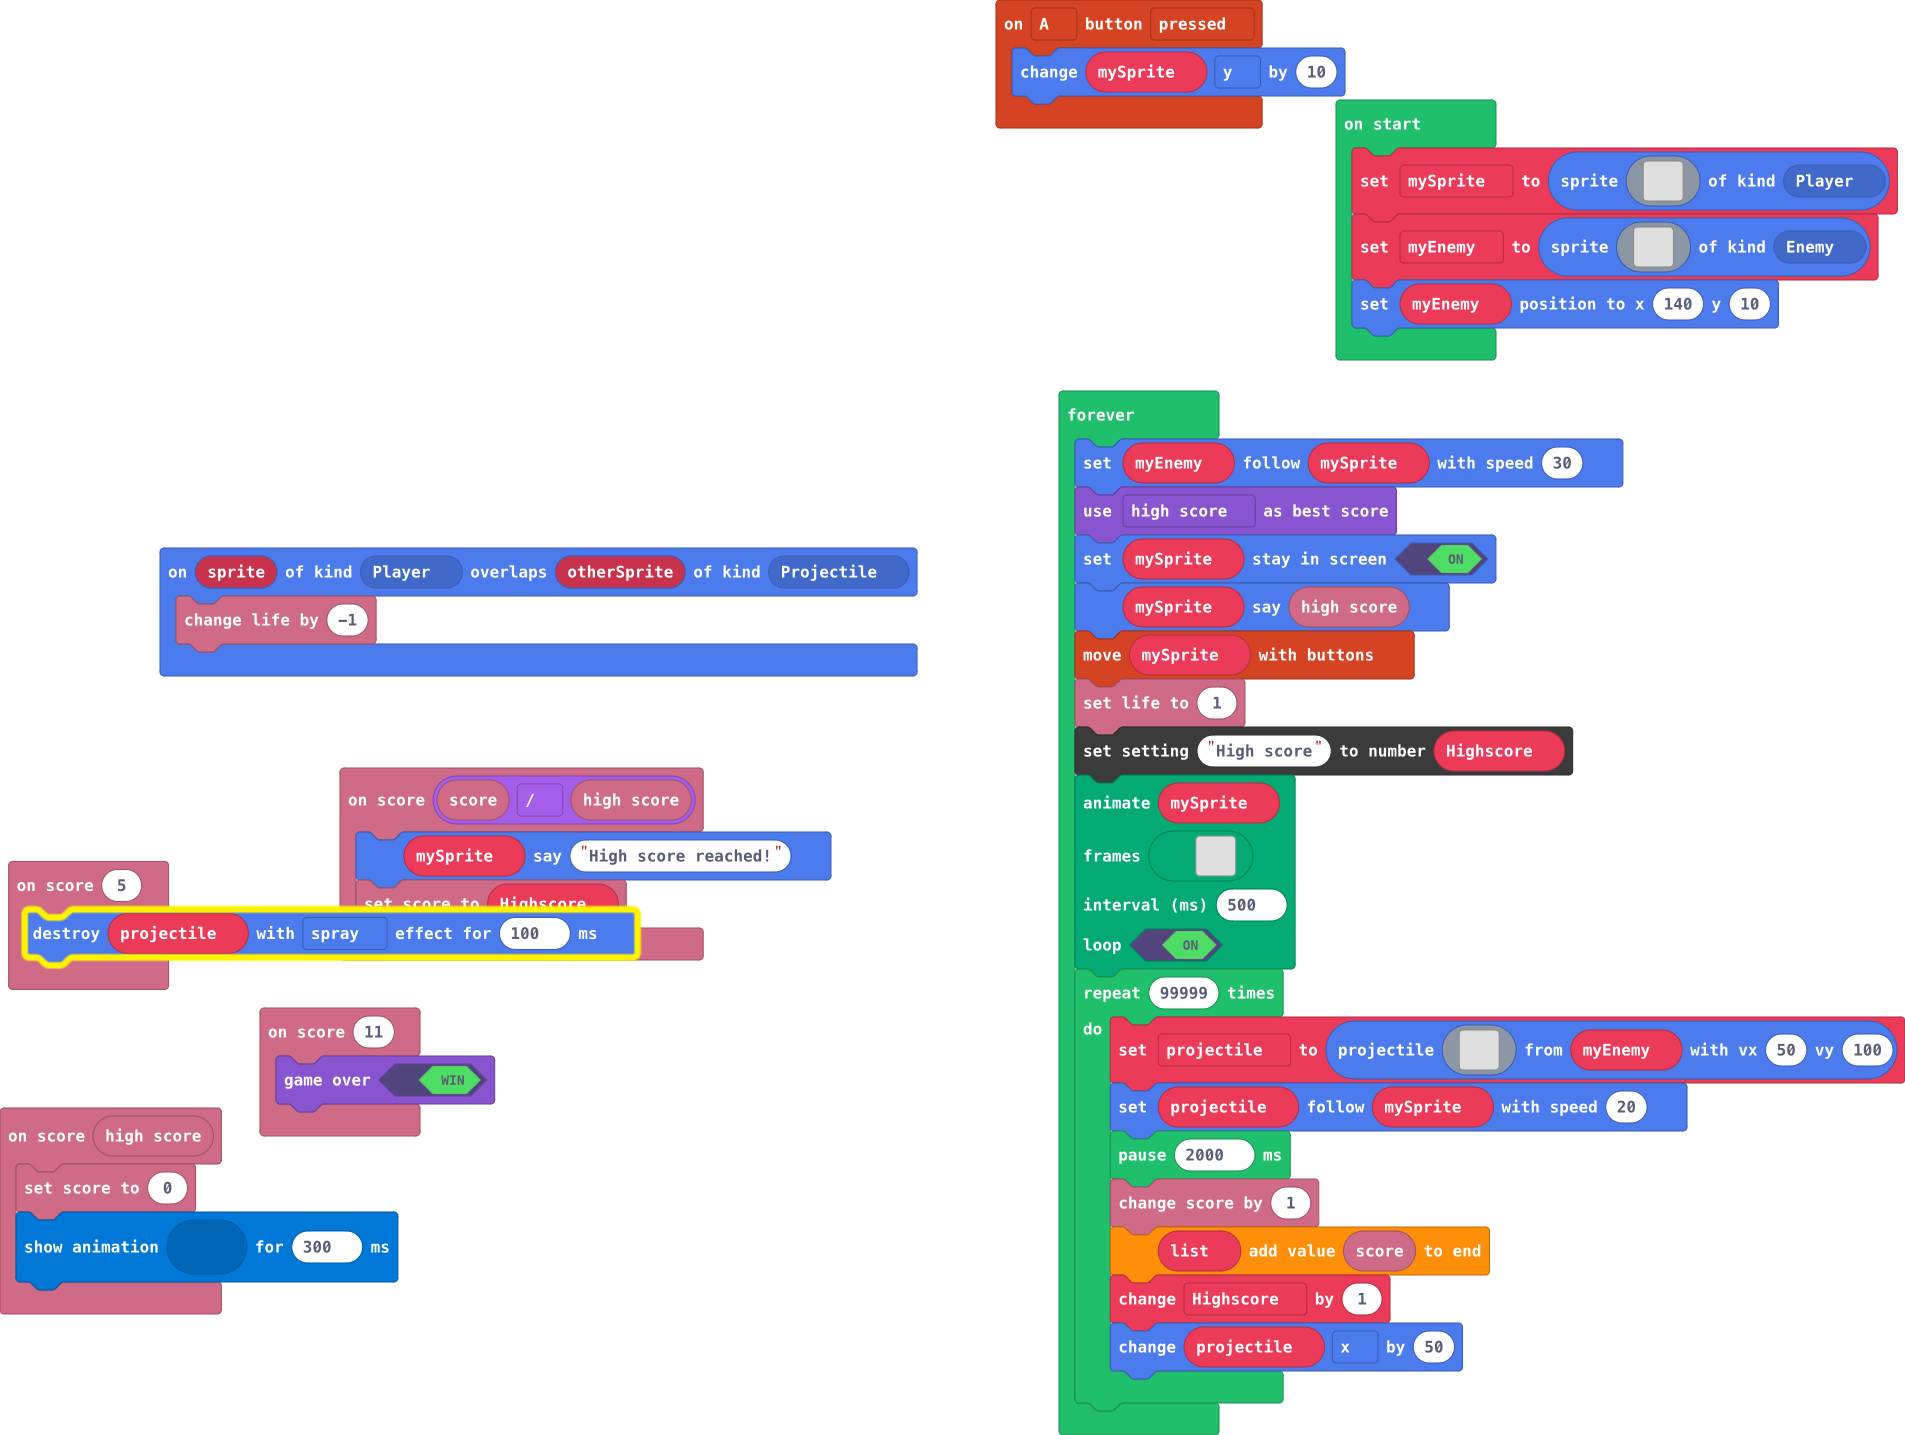 on A button pressed
change mySprite y by 10
on start
set mySprite to sprite of kind Player
set myEnemy to sprite of kind Enemy
set myEnemy position to x 140 y 10
forever
set myEnemy follow mySprite with speed 30
use high score as best score
set mySprite stay in screen ON
mySprite say high score
move mySprite with buttons
set life to 1
set setting "High score" to number Highscore
animate mySprite
frames
interval (ms) 500
loop ON
repeat 99999 times
do
set projectile to projectile from myEnemy with vx 50 vy 100
set projectile follow mySprite with speed 20
pause 2000 ms
change score by 1
list add value score to end
change Highscore by 1
change projectile x by 50
on sprite of kind Player overlaps otherSprite of kind Projectile
change life by −1
on score score / high score
mySprite say "High score reached!"
set score to Highscore
on score 5
destroy projectile with spray effect for 100 ms
on score 11
game over WIN
on score high score
set score to 0
show animation for 300 ms